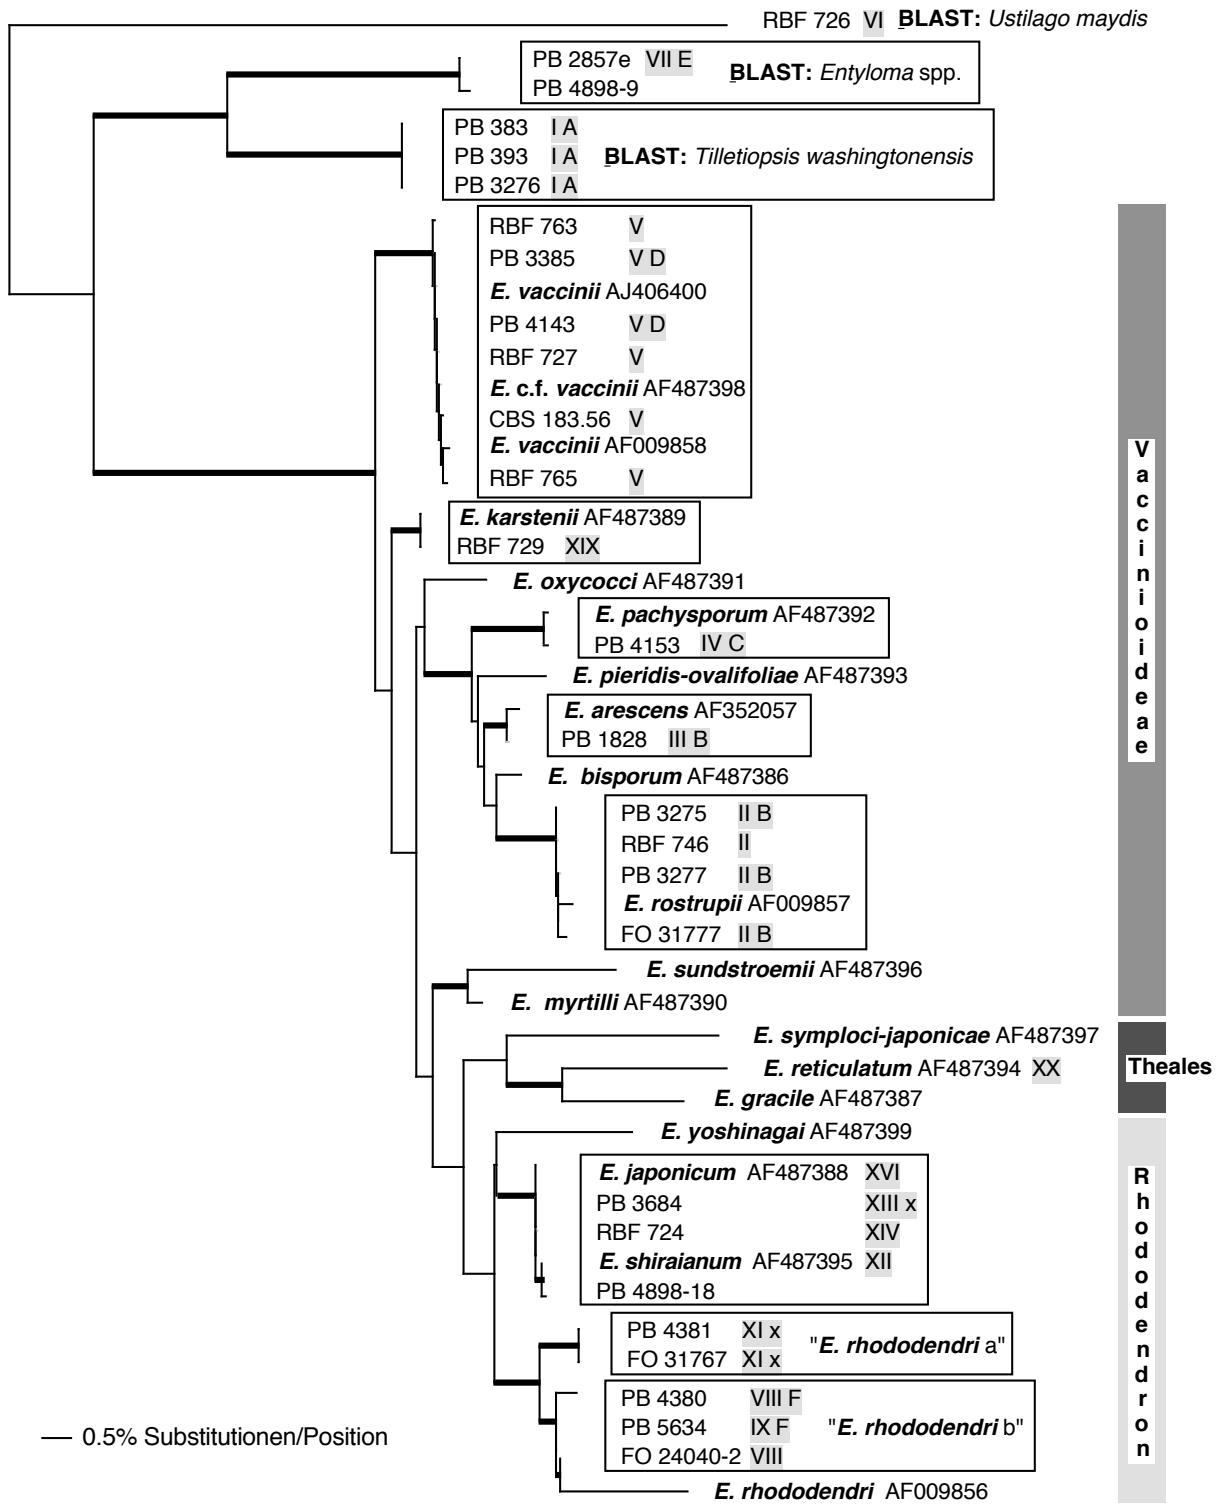 RBF 726 VI BLAST: Ustilago maydis
PB 2857e VII E BLAST: Entyloma spp.
PB 4898-9
PB 383 I A
PB 393 I A BLAST: Tilletiopsis washingtonensis
PB 3276 I A
RBF 763 V
PB 3385 V D
E. vaccinii AJ406400
PB 4143 V D
RBF 727 V
E. c.f. vaccinii AF487398
CBS 183.56 V
E. vaccinii AF009858
RBF 765 V
E. karstenii AF487389
RBF 729 XIX
E. oxycocci AF487391
E. pachysporum AF487392
PB 4153 IV C
E. pieridis-ovalifoliae AF487393
E. arescens AF352057
PB 1828 III B
E. bisporum AF487386
PB 3275 II B
RBF 746 II
PB 3277 II B
E. rostrupii AF009857
FO 31777 II B
E. sundstroemii AF487396
E. myrtilli AF487390
Vaccinioideae
E. symploci-japonicae AF487397
E. reticulatum AF487394 XX
E. gracile AF487387
Theales
E. yoshinagai AF487399
E. japonicum AF487388 XVI
PB 3684 XIII x
RBF 724 XIV
E. shiraianum AF487395 XII
PB 4898-18
PB 4381 XI x "E. rhododendri a"
FO 31767 XI x
PB 4380 VIII F
PB 5634 IX F "E. rhododendri b"
FO 24040-2 VIII
E. rhododendri AF009856
Rhododendron
0.5% Substitutionen/Position